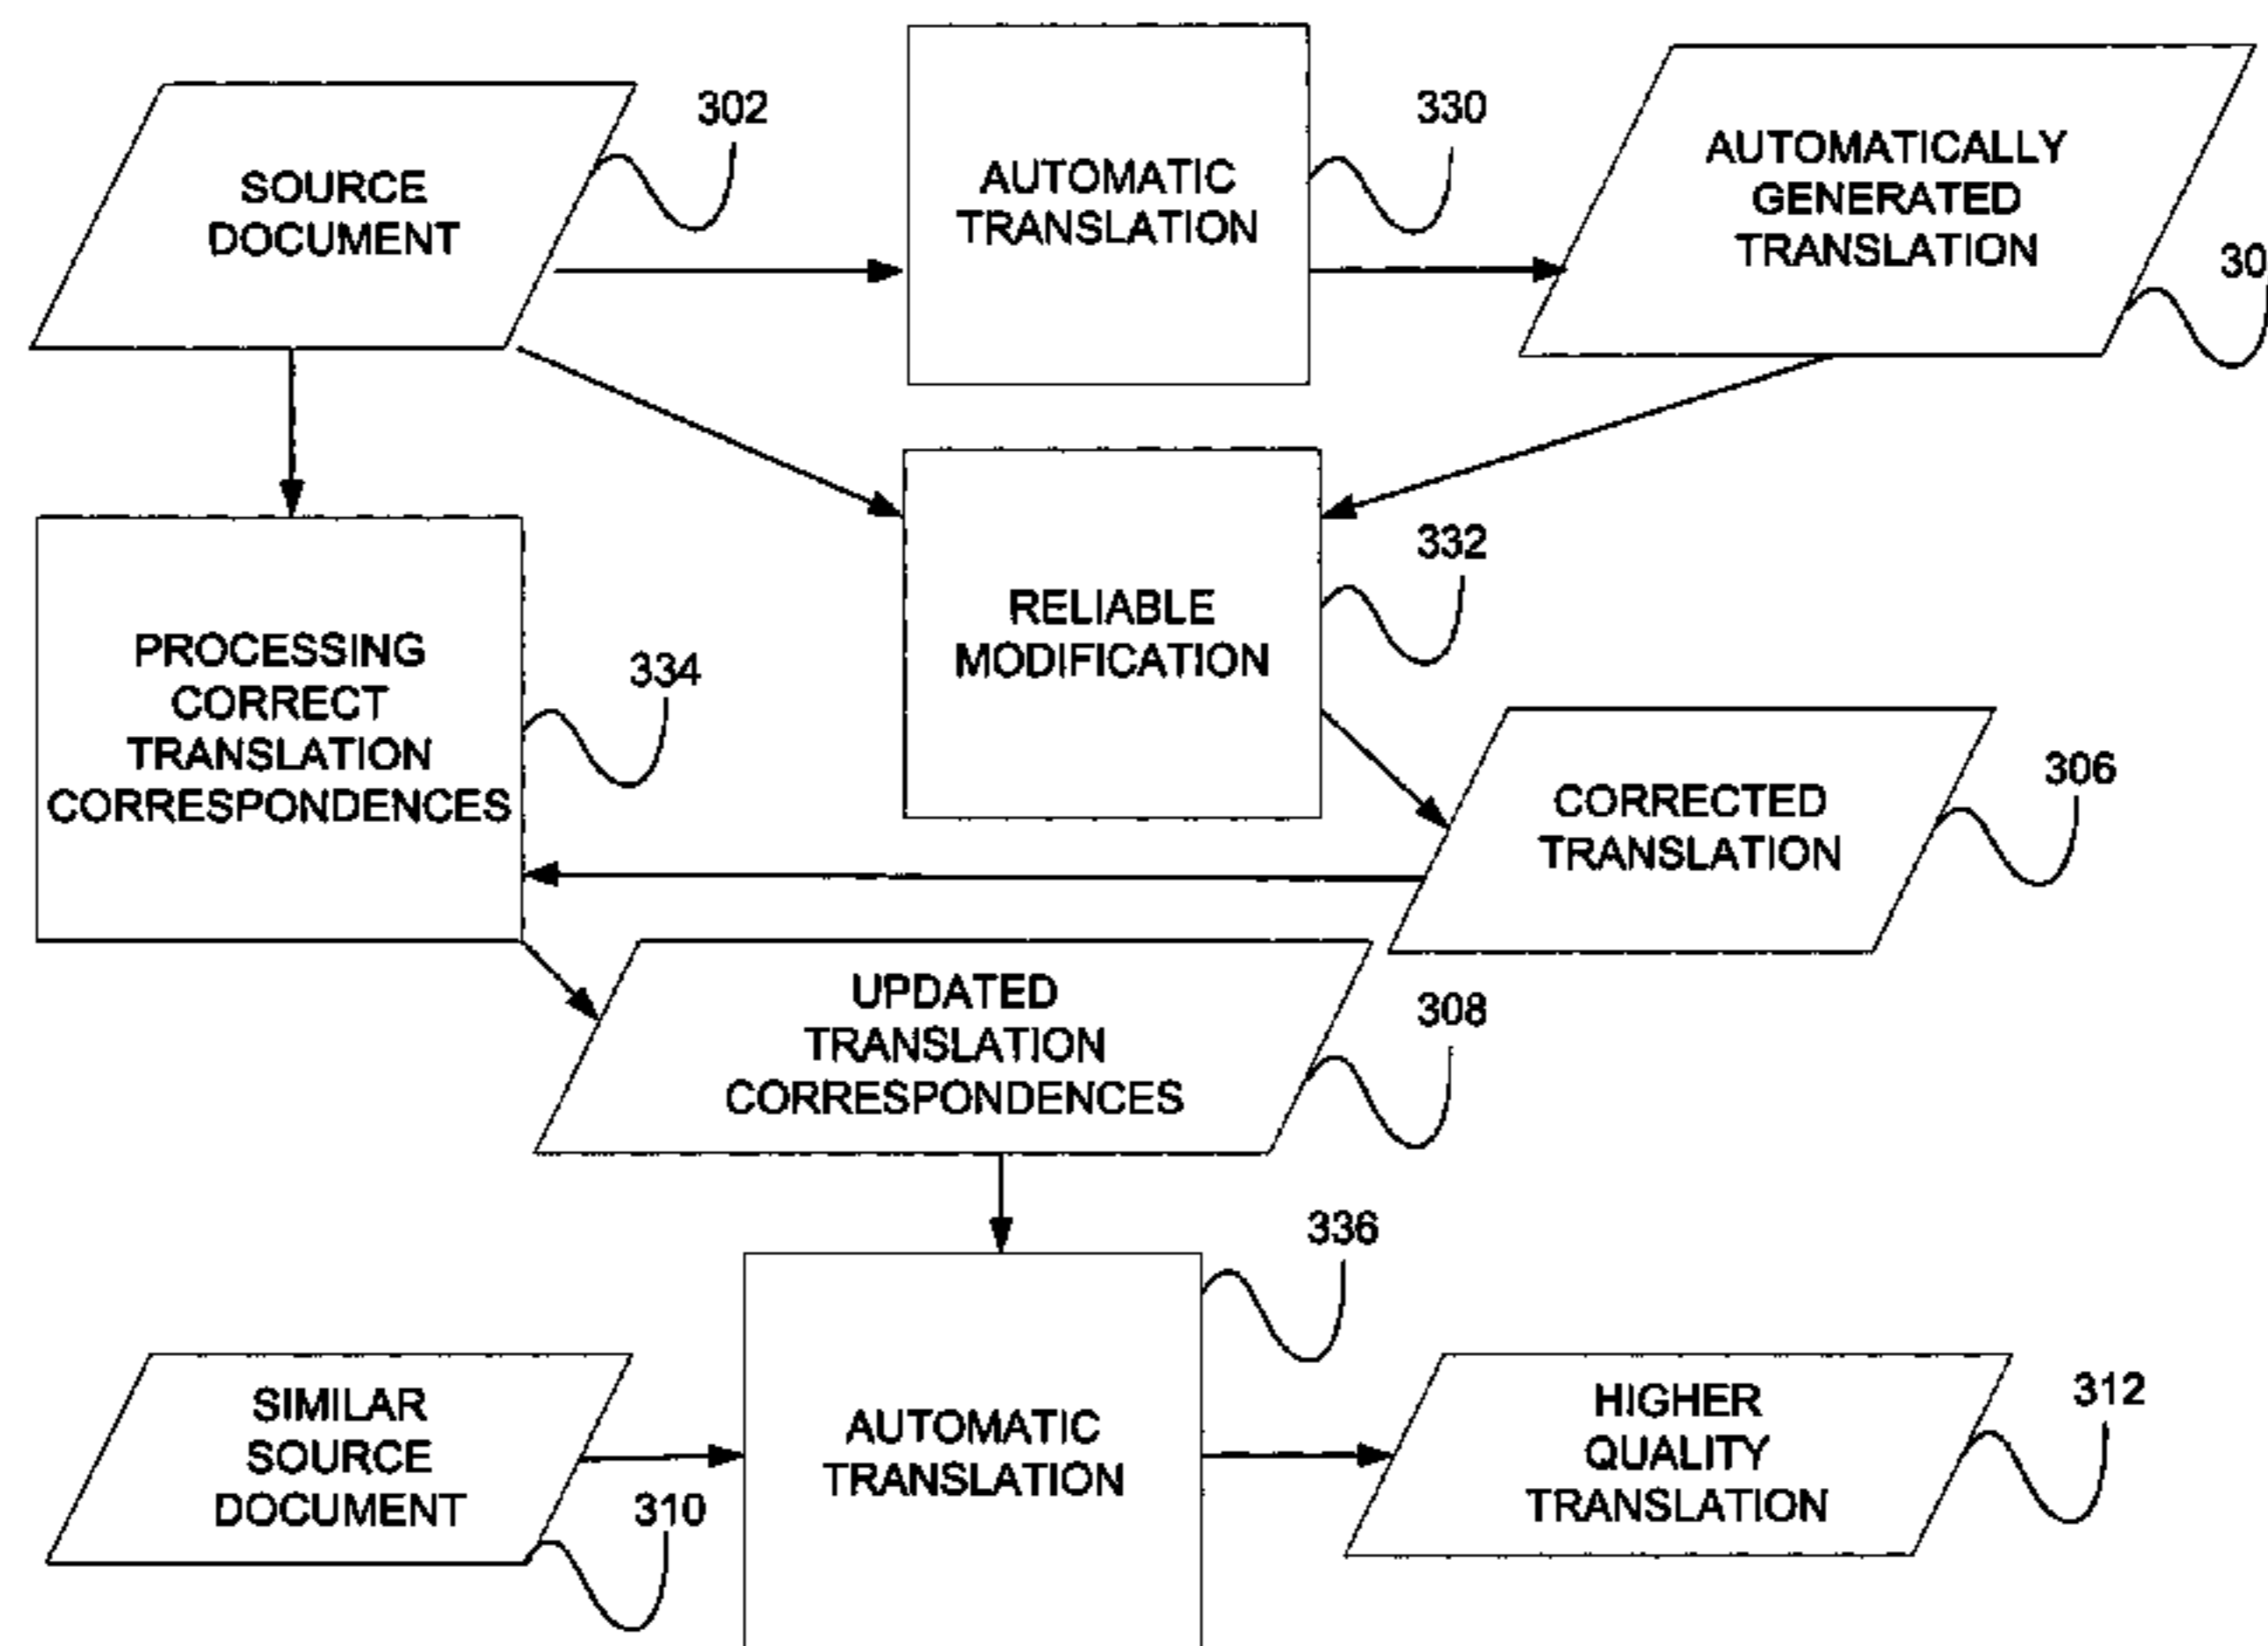 SOURCE
DOCUMENT
302
AUTOMATIC
TRANSLATION
330
AUTOMATICALLY
GENERATED
TRANSLATION
30
RELIABLE
MODIFICATION
332
PROCESSING
CORRECT
TRANSLATION
CORRESPONDENCES
334
CORRECTED
TRANSLATION
306
UPDATED
TRANSLATION
CORRESPONDENCES
308
336
SIMILAR
SOURCE
DOCUMENT
310
AUTOMATIC
TRANSLATION
HIGHER
QUALITY
TRANSLATION
312